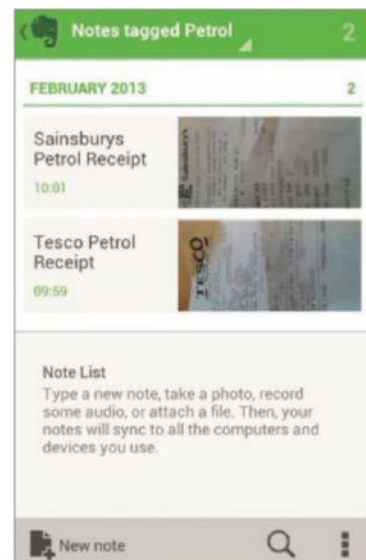 Notes tagged Petrol 2
FEBRUARY 2013 2
Sainsburys
Petrol Receipt
10:01
Sainsburys
Tesco Petrol
Receipt
09:59
TESCO
Note List
Type a new note, take a photo, record
some audio, or attach a file. Then, your
notes will sync to all the computers and
devices you use.
New note